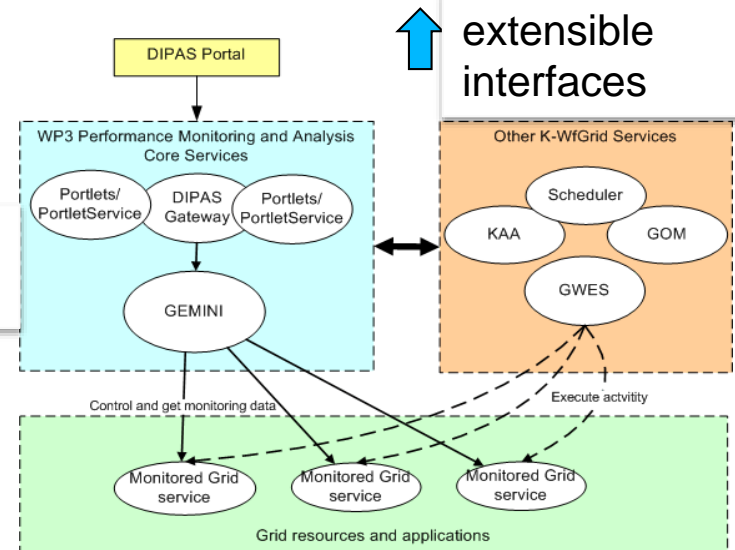 extensible
interfaces
DIPAS Portal
WP3 Performance Monitoring and Analysis
Core Services
Portlets/
PortletService
DIPAS
Gateway
Portlets/
PortletService
GEMINI
Other K-WfGrid Services
Scheduler
KAA
GOM
GWES
Control and get monitoring data
Execute actvitity
Monitored Grid
service
Monitored Grid
service
Monitored Grid
service
Grid resources and applications